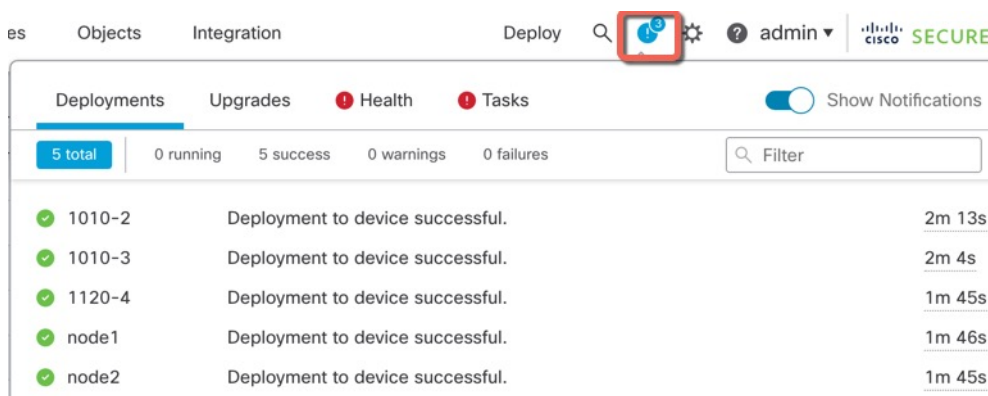 es Objects Integration Deploy 3 admin cisco SECURE
Deployments Upgrades Health Tasks Show Notifications
5 total 0 running 5 success 0 warnings 0 failures Filter
1010-2 Deployment to device successful. 2m 13s
1010-3 Deployment to device successful. 2m 4s
1120-4 Deployment to device successful. 1m 45s
node1 Deployment to device successful. 1m 46s
node2 Deployment to device successful. 1m 45s